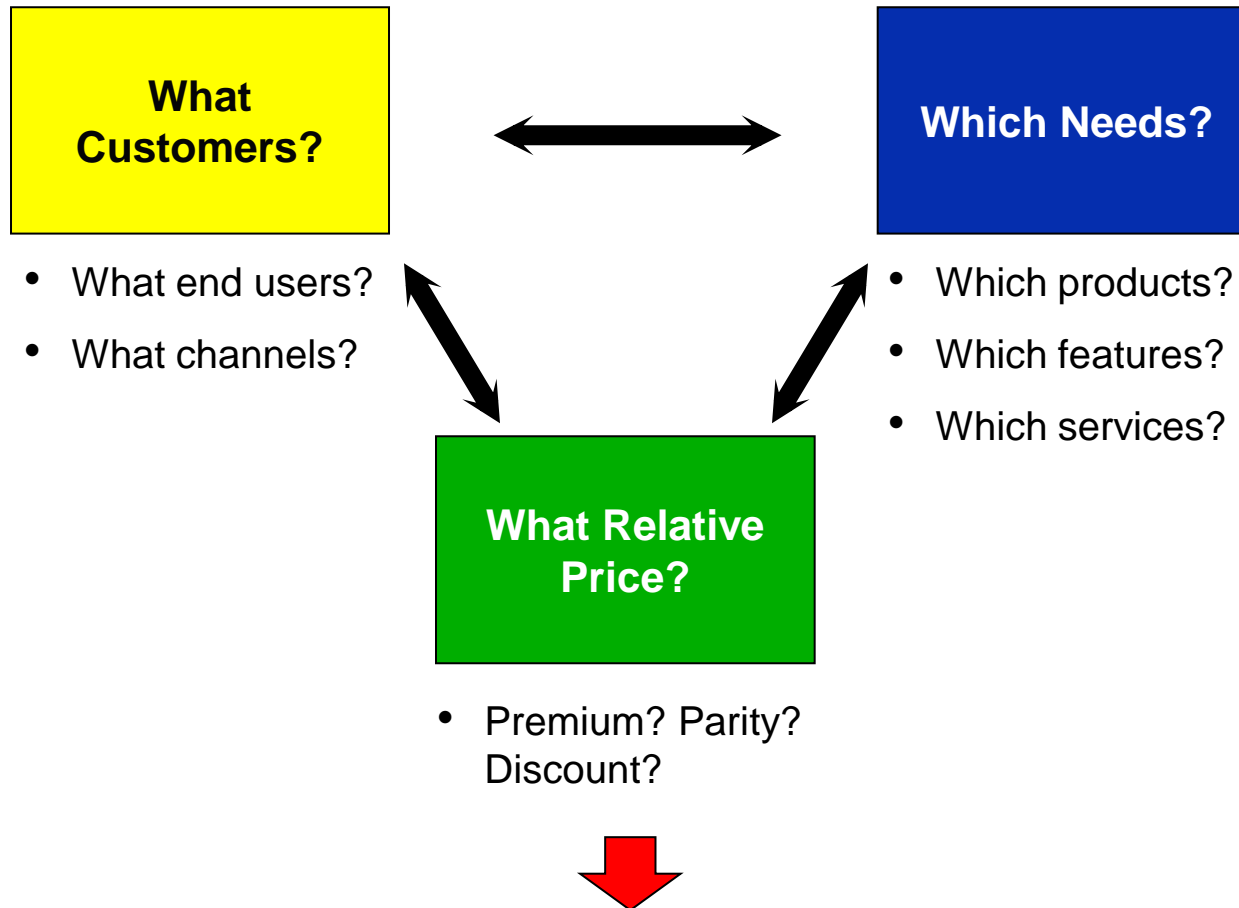 What
Customers?
Which Needs?
• What end users?
• What channels?
• Which products?
• Which features?
• Which services?
What Relative
Price?
• Premium? Parity?
Discount?